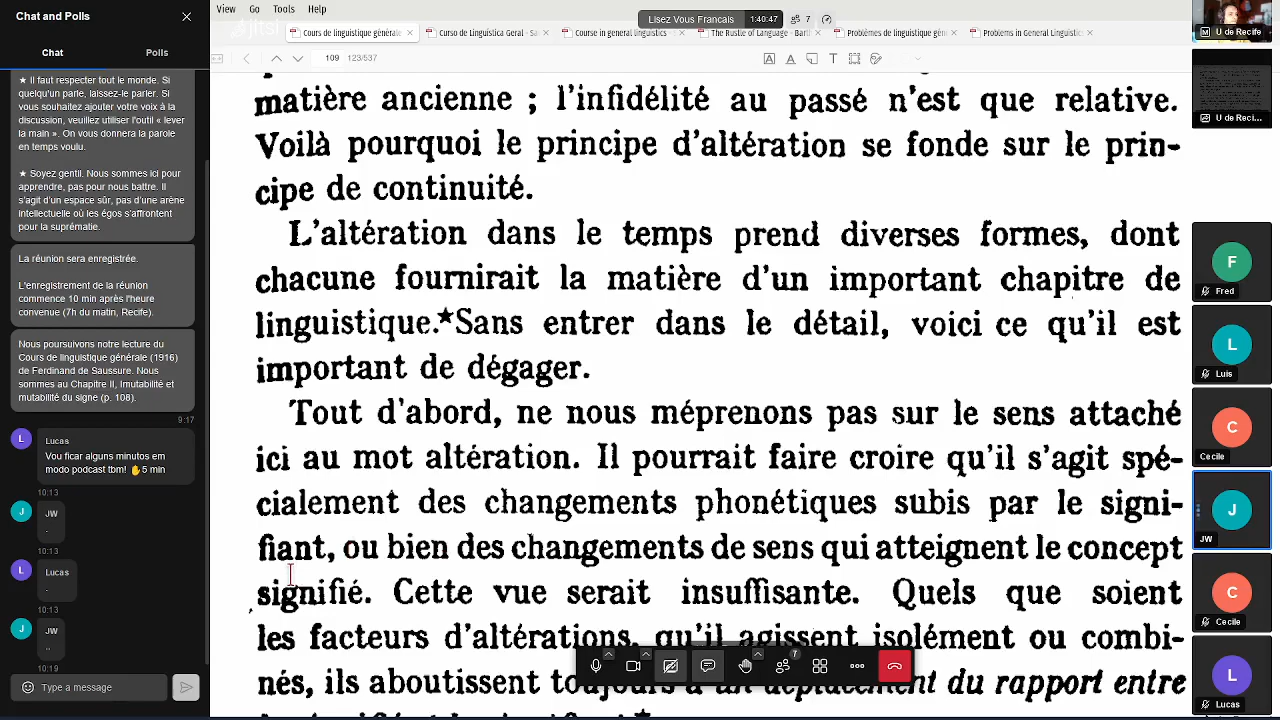 Chat and Polls
Chat
Polls
★ Il faut respecter tout le monde. Si
quelqu'un parle, laissez-le parler. Si
vous souhaitez ajouter votre voix à la
discussion, veuillez utiliser l'outil « lever
la main ». On vous donnera la parole
en temps voulu.
★ Soyez gentil. Nous sommes ici pour
apprendre, pas pour nous battre. Il
s'agit d'un espace sûr, pas d'une arène
intellectuelle où les égos s'affrontent
pour la suprématie.
La réunion sera enregistrée.
L'enregistrement de la réunion
commence 10 min après l'heure
convenue (7h du matin, Recife).
Nous poursuivons notre lecture du
Cours de linguistique générale (1916)
de Ferdinand de Saussure. Nous
sommes au Chapitre II, Imutabilité et
mutabilité du signe (p. 108).
9:17
L
Lucas
Vou ficar alguns minutos em
modo podcast tbm! ✋5 min
10:13
J
JW
.
10:13
L
Lucas
.
10:13
J
JW
..
10:19
Type a message
View Go Tools Help
jitsi
Lisez Vous Francais 1:40:47 7
Cours de linguistique générale
Curso de Linguística Geral - Sa
Course in general linguistics
The Rustle of Language - Barth
Problèmes de linguistique gén
Problems in General Linguistics
109 123/537
matière ancienne ; l'infidélité au passé n'est que relative.
Voilà pourquoi le principe d'altération se fonde sur le prin-
cipe de continuité.
L'altération dans le temps prend diverses formes, dont
chacune fournirait la matière d'un important chapitre de
linguistique.★Sans entrer dans le détail, voici ce qu'il est
important de dégager.
Tout d'abord, ne nous méprenons pas sur le sens attaché
ici au mot altération. Il pourrait faire croire qu'il s'agit spé-
cialement des changements phonétiques subis par le signi-
fiant, ou bien des changements de sens qui atteignent le concept
signifié. Cette vue serait insuffisante. Quels que soient
les facteurs d'altérations, qu'il agissent isolément ou combi-
nés, ils aboutissent toujours à un déplacement du rapport entre
7
M U de Recife
U de Reci...
F
Fred
L
Luis
C
Cecile
J
JW
C
Cecile
L
Lucas